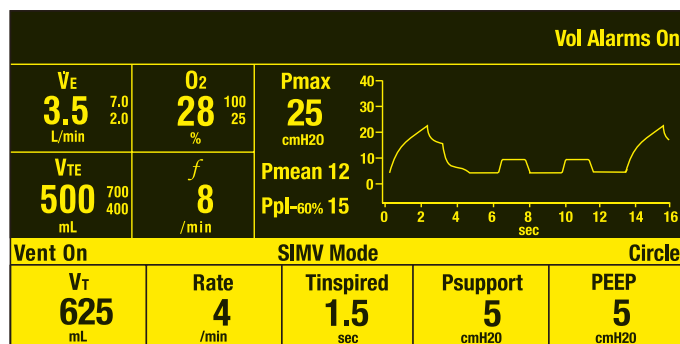 Vol Alarms On
V̇E
3.5 7.0 2.0
L/min
O2
28 100 25
%
VTE
500 700 400
mL
f
8
/min
Pmax
25
cmH2O
Pmean 12
Ppl-60% 15
40
30
20
10
0
0 2 4 6 8 10 12 14 16
sec
Vent On SIMV Mode Circle
VT
625
mL
Rate
4
/min
Tinspired
1.5
sec
Psupport
5
cmH20
PEEP
5
cmH20